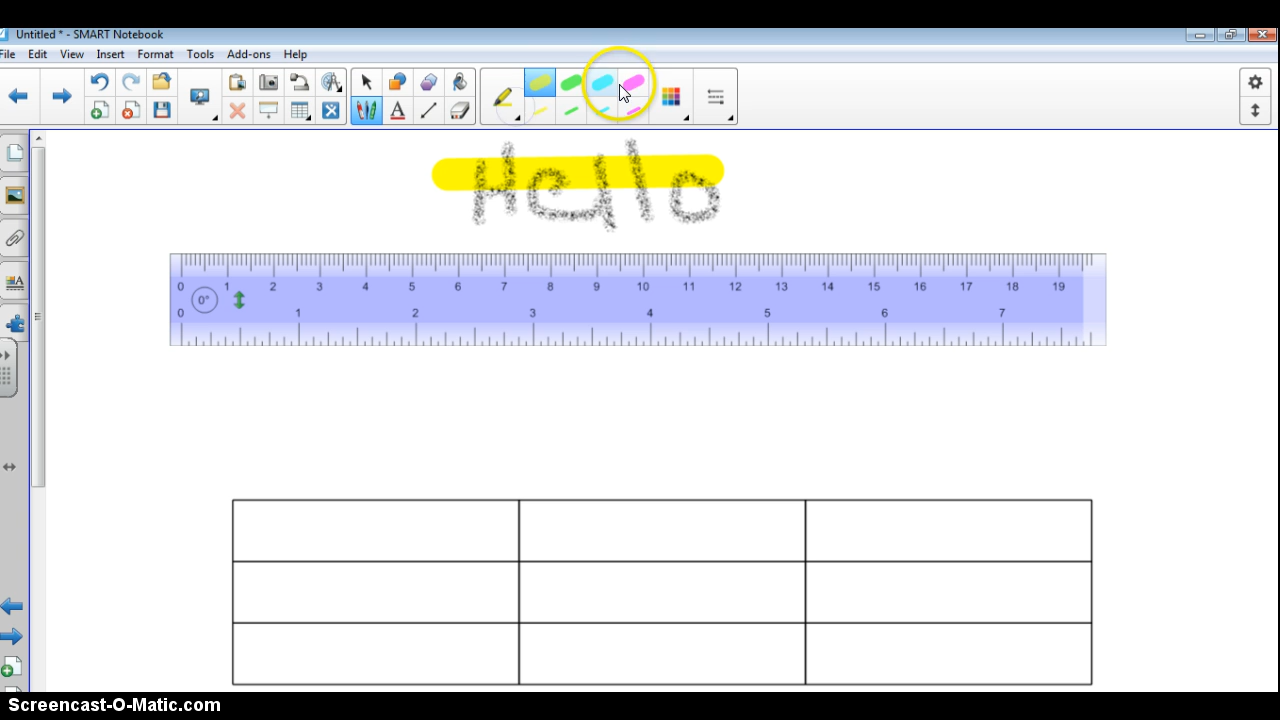 Untitled * - SMART Notebook
File Edit View Insert Format Tools Add-ons Help
Hello
0 1 2 3 4 5 6 7 8 9 10 11 12 13 14 15 16 17 18 19
0°
0 1 2 3 4 5 6 7
Screencast-O-Matic.com